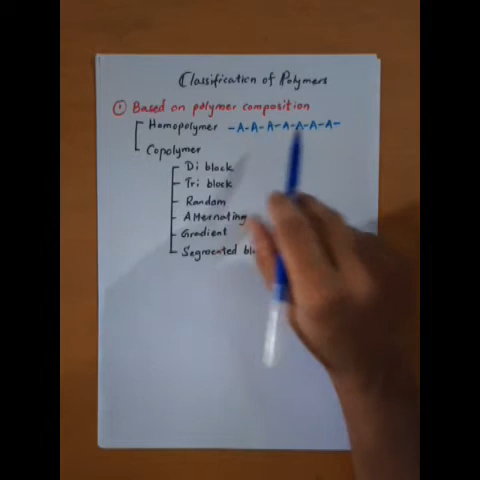 Classification of Polymers
① Based on polymer composition
Homopolymer -A-A-A-A-A-A-A-
Copolymer
Di block
Tri block
Random
Alternating
Gradient
Segmented